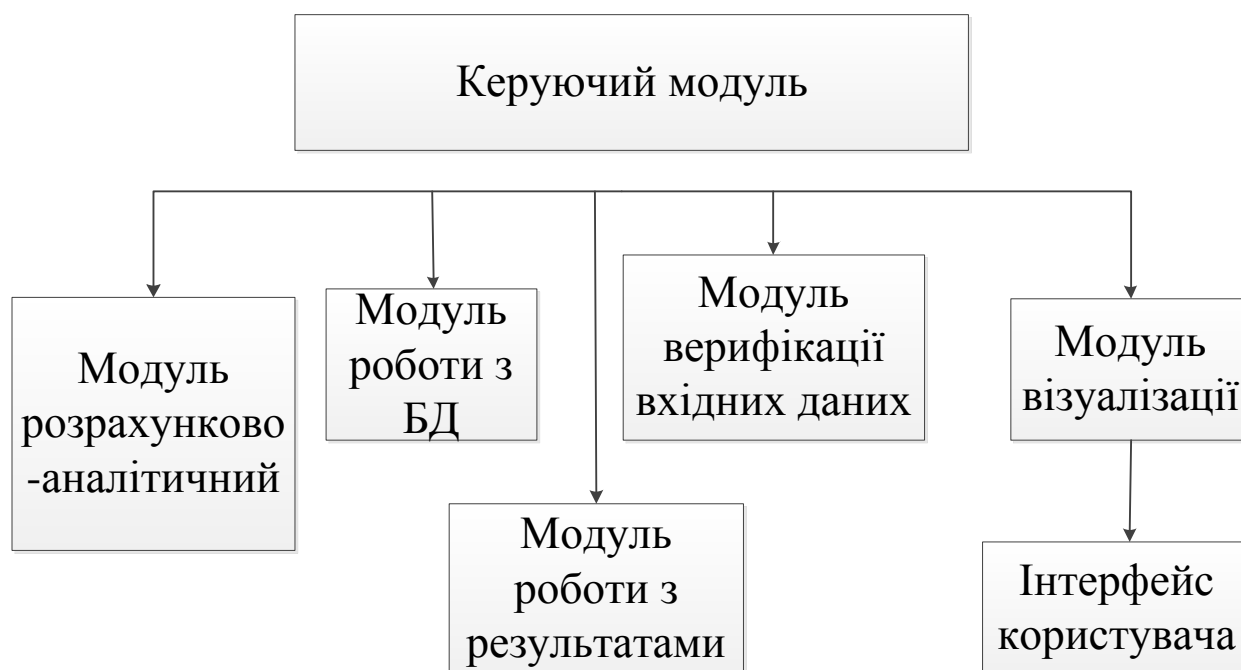 Керуючий модуль
Модуль
розрахунково
-аналітичний
Модуль
роботи з
БД
Модуль
роботи з
результатами
Модуль
верифікації
вхідних даних
Модуль
візуалізації
Інтерфейс
користувача